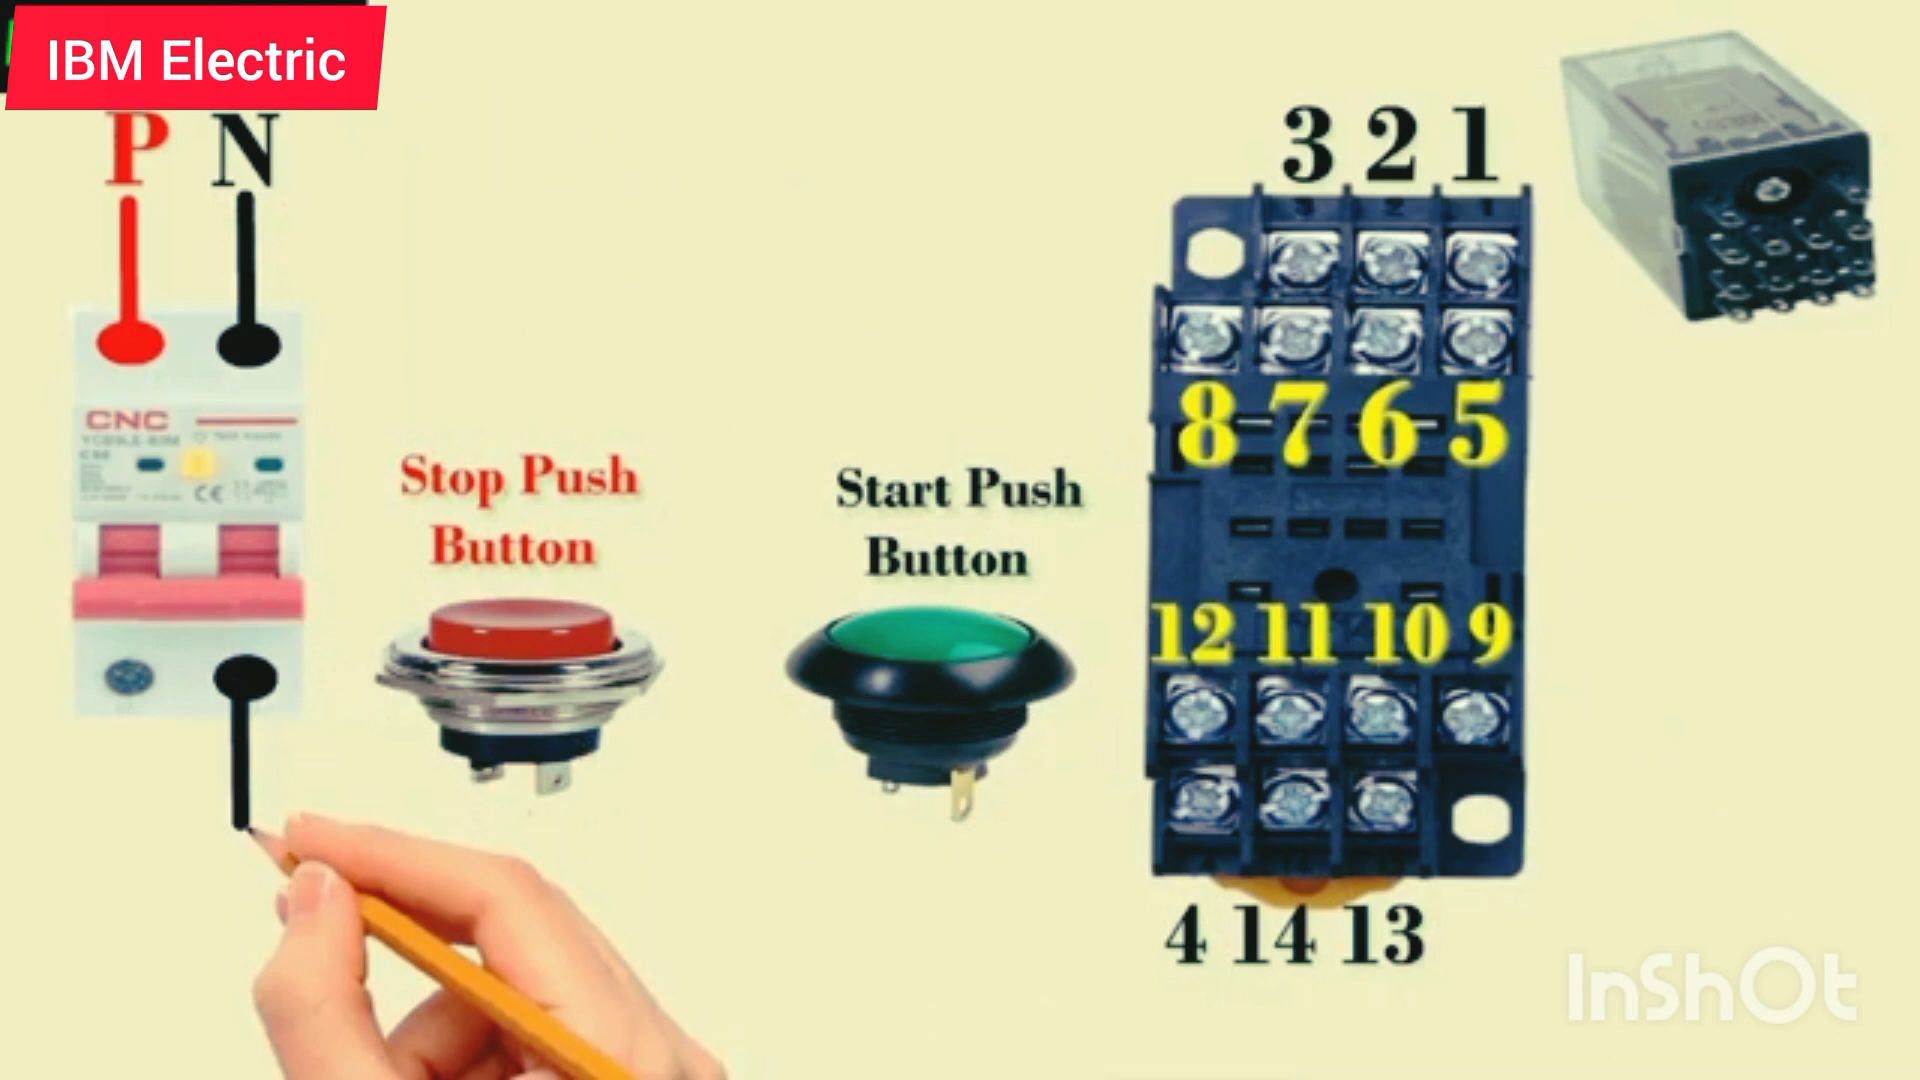 IBM Electric
P N
3 2 1
CNC
8 7 6 5
Stop Push
Button
Start Push
Button
12 11 10 9
4 14 13
InShOt